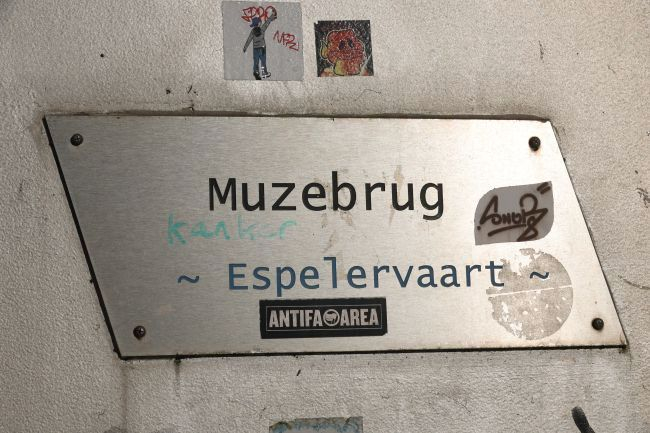 Muzebrug
kanker
~ Espelervaart ~
ANTIFA AREA